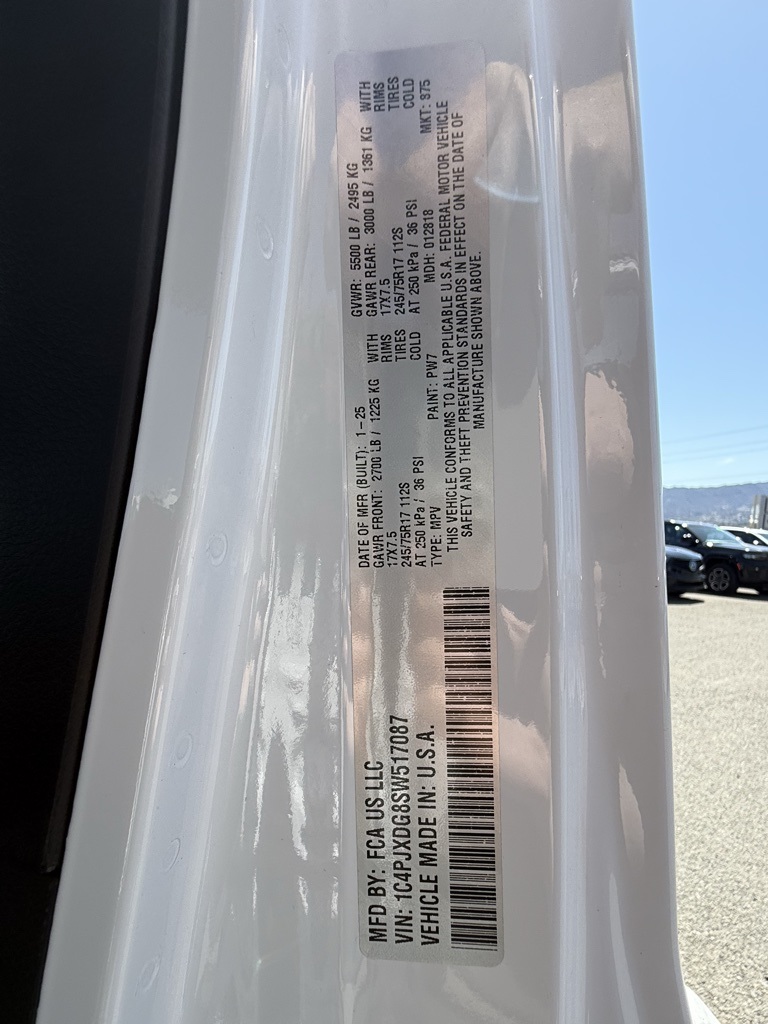 MFD BY: FCA US LLC
VIN: 1C4PJXDG8SW517087
VEHICLE MADE IN: U.S.A.
DATE OF MFR (BUILT): 1-25
GVWR: 5500 LB / 2495 KG
GAWR FRONT: 2700 LB / 1225 KG WITH
GAWR REAR: 3000 LB / 1361 KG WITH
17X7.5 RIMS
17X7.5 RIMS
245/75R17 112S TIRES
245/75R17 112S TIRES
AT 250 kPa / 36 PSI COLD
AT 250 kPa / 36 PSI COLD
TYPE: MPV PAINT: PW7 MDH: 012818 MKT: 875
THIS VEHICLE CONFORMS TO ALL APPLICABLE U.S.A. FEDERAL MOTOR VEHICLE
SAFETY AND THEFT PREVENTION STANDARDS IN EFFECT ON THE DATE OF
MANUFACTURE SHOWN ABOVE.